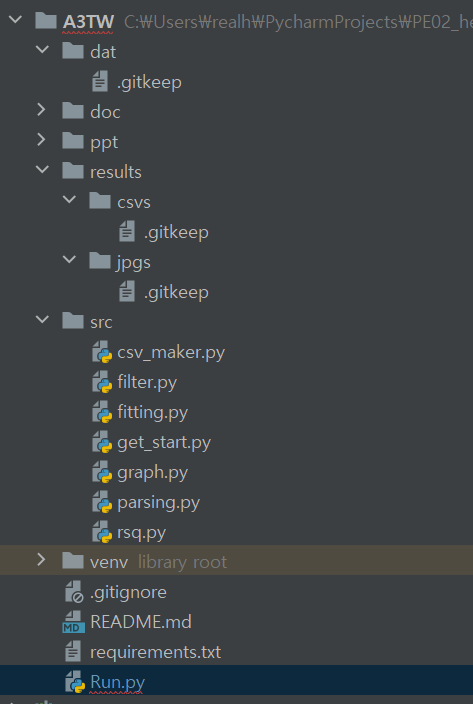 A3TW C:₩Users₩realh₩PycharmProjects₩PE02_he
dat
.gitkeep
doc
ppt
results
csvs
.gitkeep
jpgs
.gitkeep
src
csv_maker.py
filter.py
fitting.py
get_start.py
graph.py
parsing.py
rsq.py
venv library root
.gitignore
MD README.md
requirements.txt
Run.py